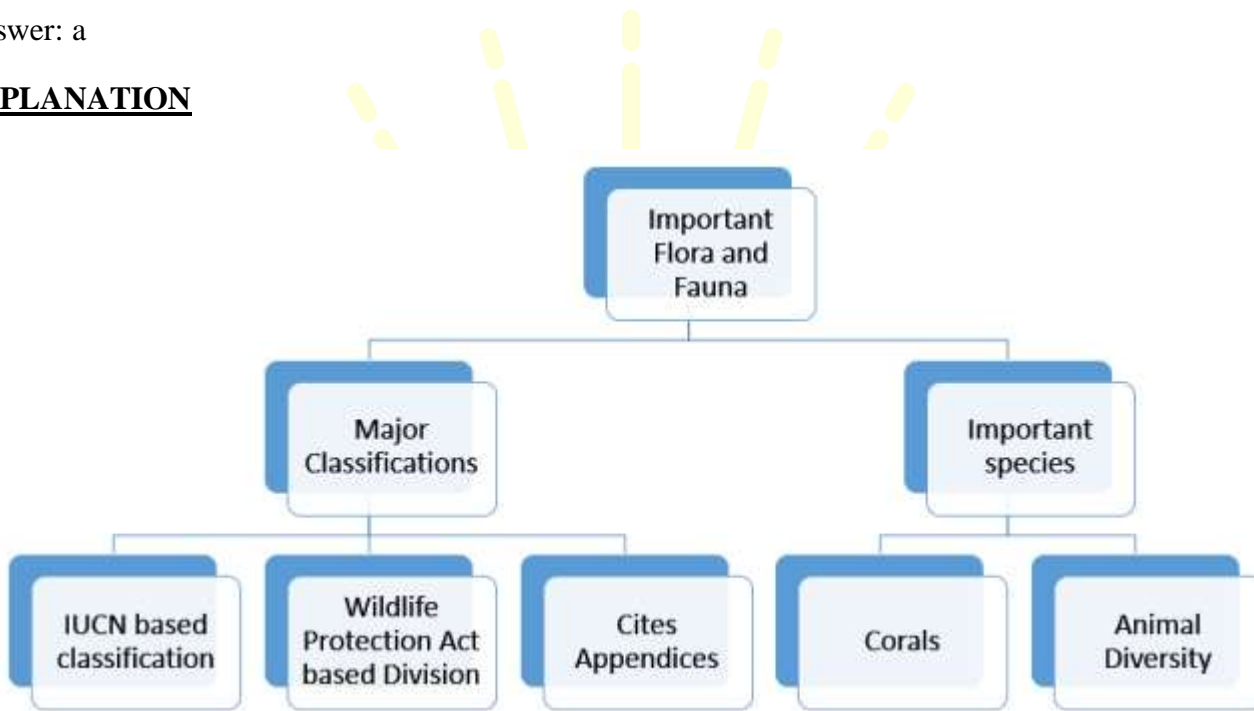 swer: a
PLANATION
Important
Flora and
Fauna
Major
Classifications
Important
species
IUCN based
classification
Wildlife
Protection Act
based Division
Cites
Appendices
Corals
Animal
Diversity